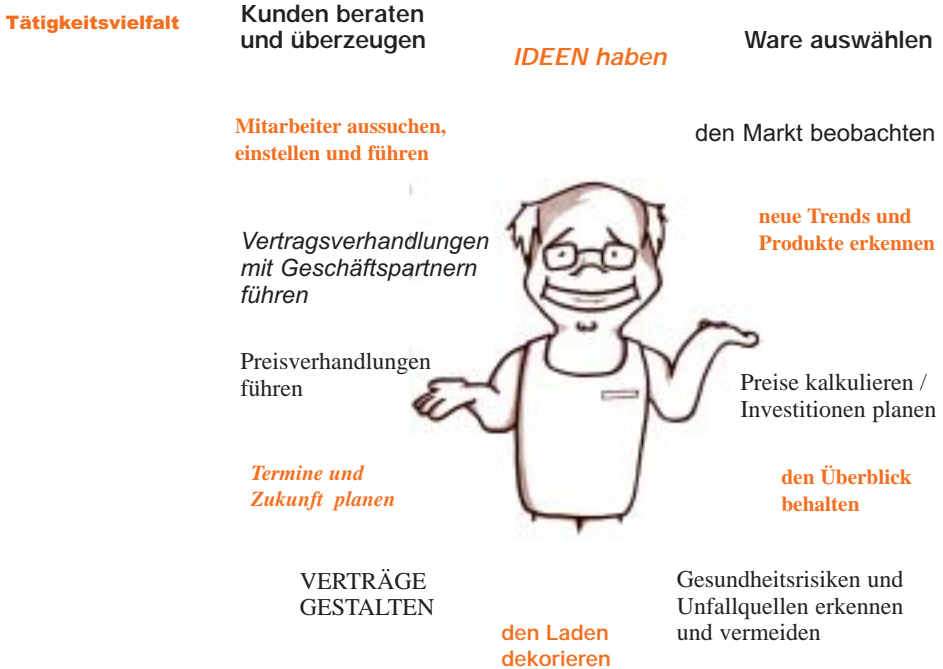 Tätigkeitsvielfalt
Kunden beraten
und überzeugen
IDEEN haben
Ware auswählen
Mitarbeiter aussuchen,
einstellen und führen
den Markt beobachten
neue Trends und
Produkte erkennen
Vertragsverhandlungen
mit Geschäftspartnern
führen
Preisverhandlungen
führen
Preise kalkulieren /
Investitionen planen
Termine und
Zukunft planen
den Überblick
behalten
VERTRÄGE
GESTALTEN
Gesundheitsrisiken und
Unfallquellen erkennen
und vermeiden
den Laden
dekorieren